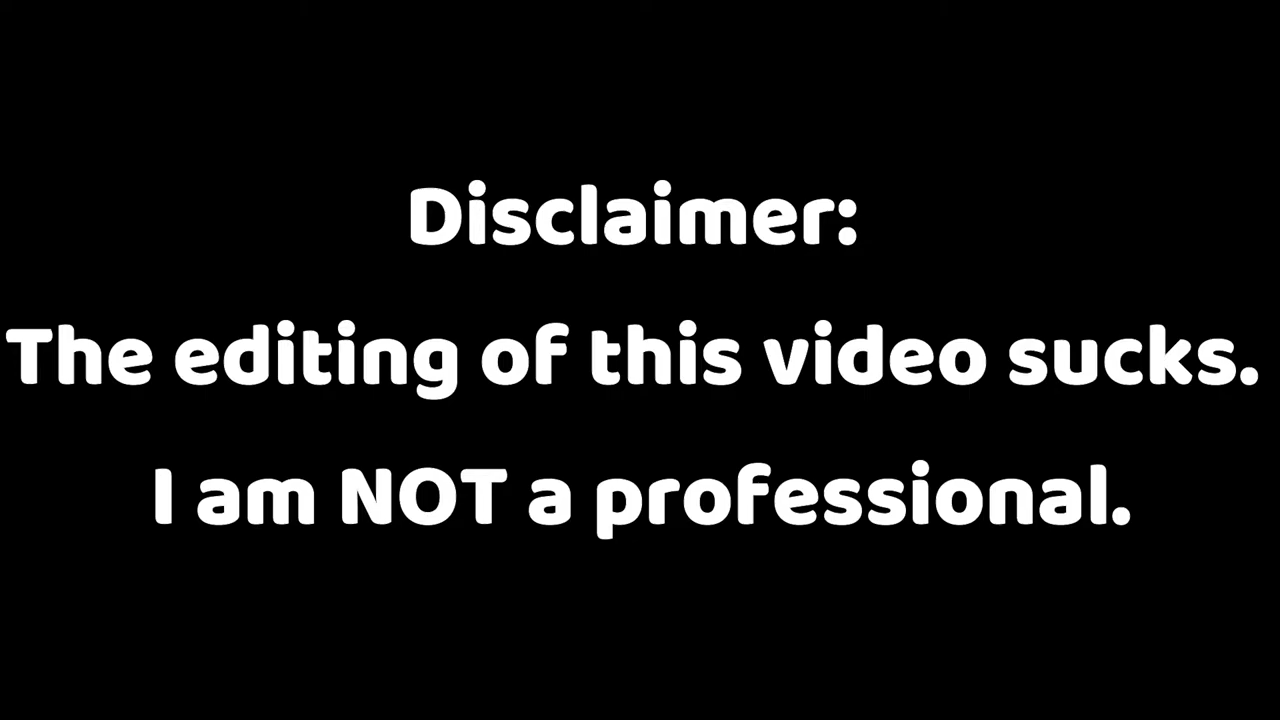 Disclaimer:
The editing of this video sucks.
I am NOT a professional.